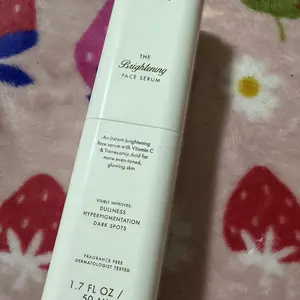 THE
Brightening
FACE SERUM
An instant brightening
face serum with Vitamin C
& Tranexamic Acid for
more even-toned,
glowing skin
VISIBLY IMPROVES:
DULLNESS
HYPERPIGMENTATION
DARK SPOTS
FRAGRANCE FREE
DERMATOLOGIST TESTED
1.7 FL OZ /
50